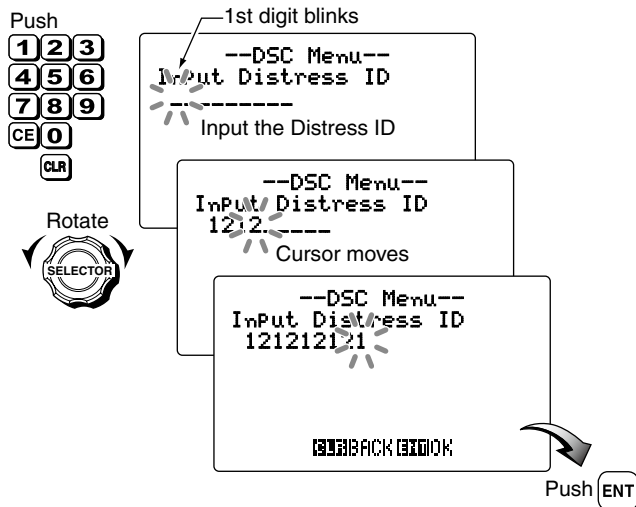 Push
1 2 3
4 5 6
7 8 9
CE 0
CLR
Rotate
SELECTOR
1st digit blinks
--DSC Menu--
Input Distress ID
_________
Input the Distress ID
--DSC Menu--
Input Distress ID
1212_____
Cursor moves
--DSC Menu--
Input Distress ID
121212121
CLR BACK ENT OK
Push ENT